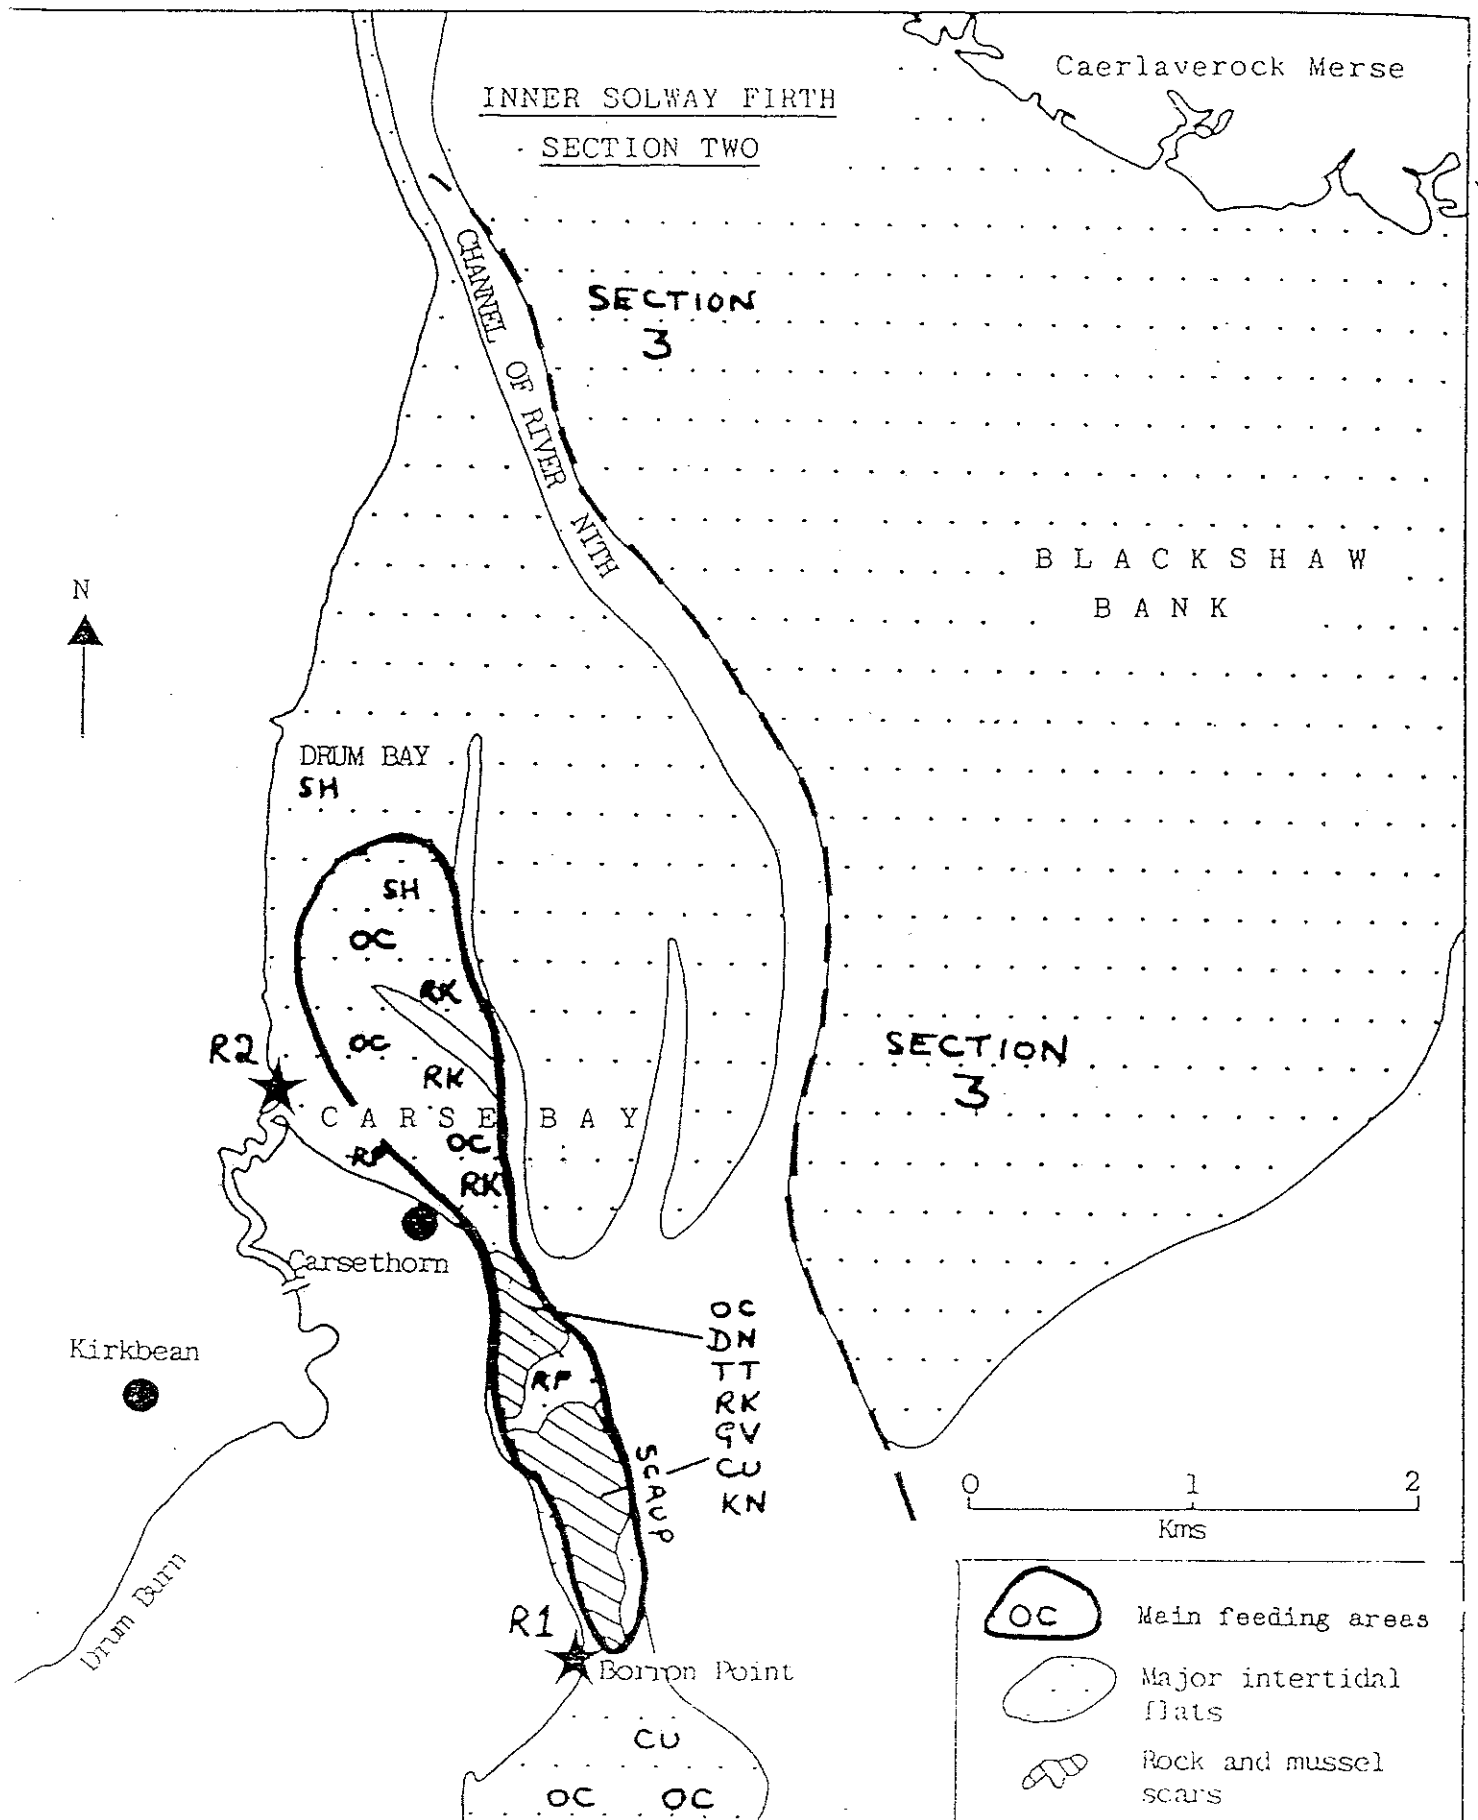 Caerlaverock Merse
INNER SOLWAY FIRTH
SECTION TWO
CHANNEL OF RIVER NITH
SECTION
3
BLACKSHAW
BANK
N
DRUM BAY
SH
SH
OC
RK
R2
OC
RK
CARSE BAY
OC
RP
RK
Carsethorn
SECTION
3
Kirkbean
OC
DN
TT
RK
GV
CU
KN
RP
SCAUP
0 1 2
Kms
Drum Burn
R1
Borron Point
CU
OC OC
OC Main feeding areas
Major intertidal
flats
Rock and mussel
scars